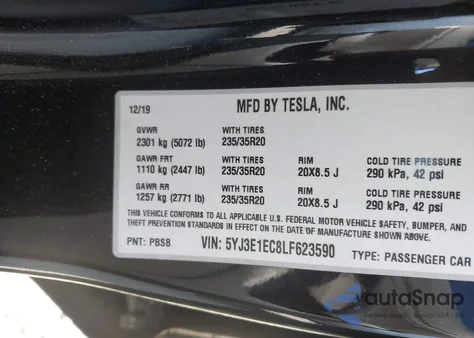 12/19 MFD BY TESLA, INC.
GVWR WITH TIRES
2301 kg (5072 lb) 235/35R20
GAWR FRT WITH TIRES RIM COLD TIRE PRESSURE
1110 kg (2447 lb) 235/35R20 20X8.5 J 290 kPa, 42 psi
GAWR RR WITH TIRES RIM COLD TIRE PRESSURE
1257 kg (2771 lb) 235/35R20 20X8.5 J 290 kPa, 42 psi
THIS VEHICLE CONFORMS TO ALL APPLICABLE U.S. FEDERAL MOTOR VEHICLE SAFETY, BUMPER, AND
THEFT PREVENTION STANDARDS IN EFFECT ON THE DATE OF MANUFACTURE SHOWN ABOVE.
PNT: PBSB VIN: 5YJ3E1EC8LF623590 TYPE: PASSENGER CAR
autoSnap